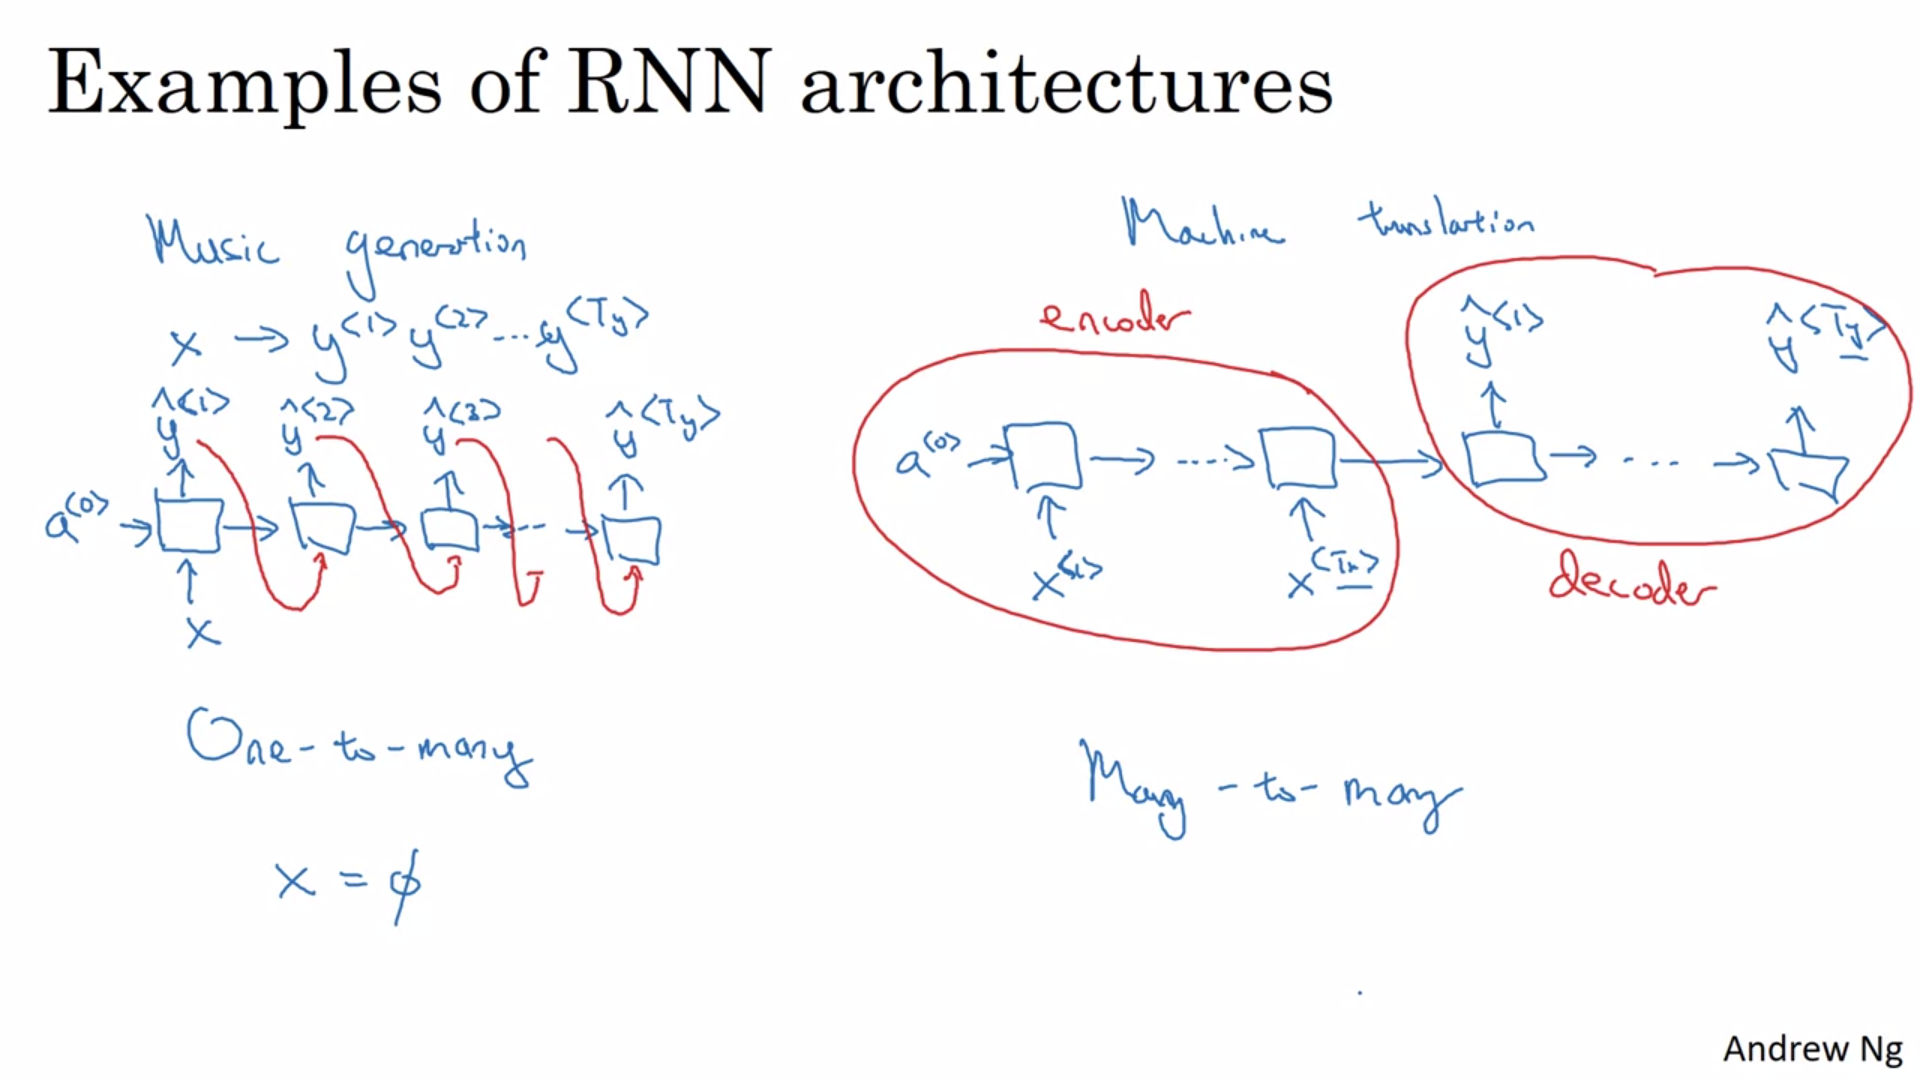 Examples of RNN architectures
Music generation
x → y<1> y<2> ... y<Ty>
ŷ<1> ŷ<2> ŷ<3> ŷ<Ty>
a<0> → → → → ... →
x
One-to-many
x = ϕ
Machine translation
encoder
ŷ<1> ŷ<Ty>
a<0> → → .... → → → ... →
x<1> x<Tx>
decoder
Many-to-many
Andrew Ng